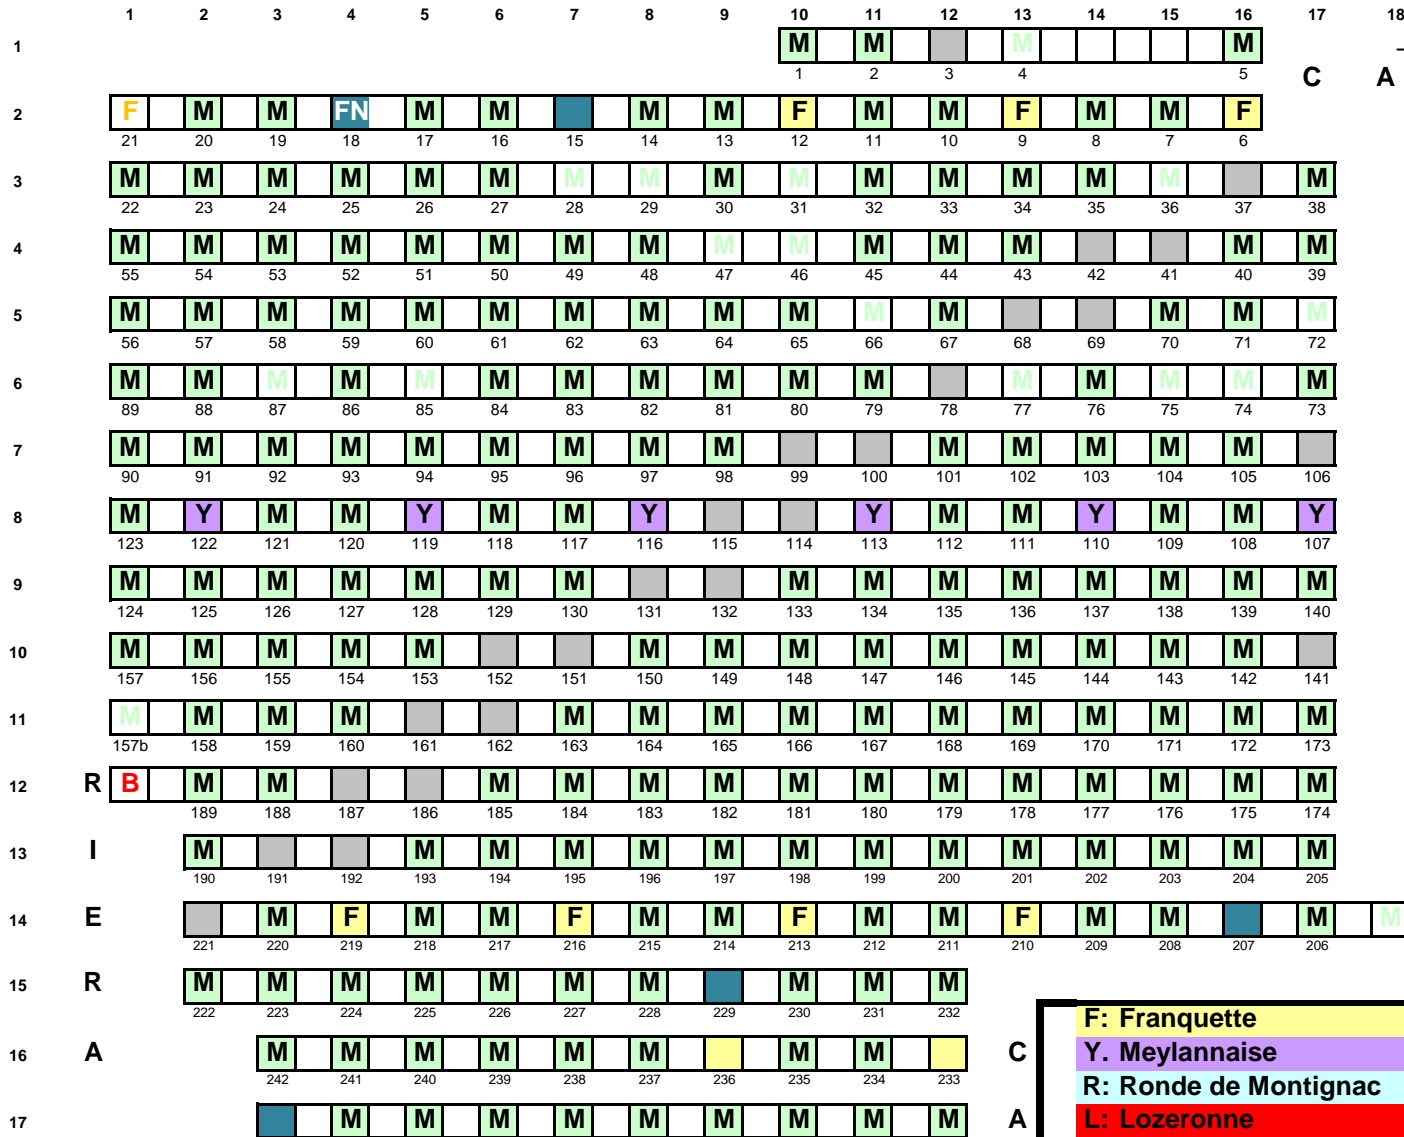 1 2 3 4 5 6 7 8 9 10 11 12 13 14 15 16 17 18
1 M M M M
1 2 3 4 5
C A
2 F M M FN M M M M F M M F M M F
21 20 19 18 17 16 15 14 13 12 11 10 9 8 7 6
3 M M M M M M M M M M M M M M M M
22 23 24 25 26 27 28 29 30 31 32 33 34 35 36 37 38
4 M M M M M M M M M M M M M M M
55 54 53 52 51 50 49 48 47 46 45 44 43 42 41 40 39
5 M M M M M M M M M M M M M M M
56 57 58 59 60 61 62 63 64 65 66 67 68 69 70 71 72
6 M M M M M M M M M M M M M M M M
89 88 87 86 85 84 83 82 81 80 79 78 77 76 75 74 73
7 M M M M M M M M M M M M M M
90 91 92 93 94 95 96 97 98 99 100 101 102 103 104 105 106
8 M Y M M Y M M Y Y M M Y M M Y
123 122 121 120 119 118 117 116 115 114 113 112 111 110 109 108 107
9 M M M M M M M M M M M M M M M
124 125 126 127 128 129 130 131 132 133 134 135 136 137 138 139 140
10 M M M M M M M M M M M M M M
157 156 155 154 153 152 151 150 149 148 147 146 145 144 143 142 141
11 M M M M M M M M M M M M M M M
157b 158 159 160 161 162 163 164 165 166 167 168 169 170 171 172 173
12 R B M M M M M M M M M M M M M M
189 188 187 186 185 184 183 182 181 180 179 178 177 176 175 174
13 I M M M M M M M M M M M M M M
190 191 192 193 194 195 196 197 198 199 200 201 202 203 204 205
14 E M F M M F M M F M M F M M M M
221 220 219 218 217 216 215 214 213 212 211 210 209 208 207 206
15 R M M M M M M M M M M
222 223 224 225 226 227 228 229 230 231 232
F: Franquette
16 A M M M M M M M M C
242 241 240 239 238 237 236 235 234 233
Y. Meylannaise
R: Ronde de Montignac
17 M M M M M M M M M A
L: Lozeronne